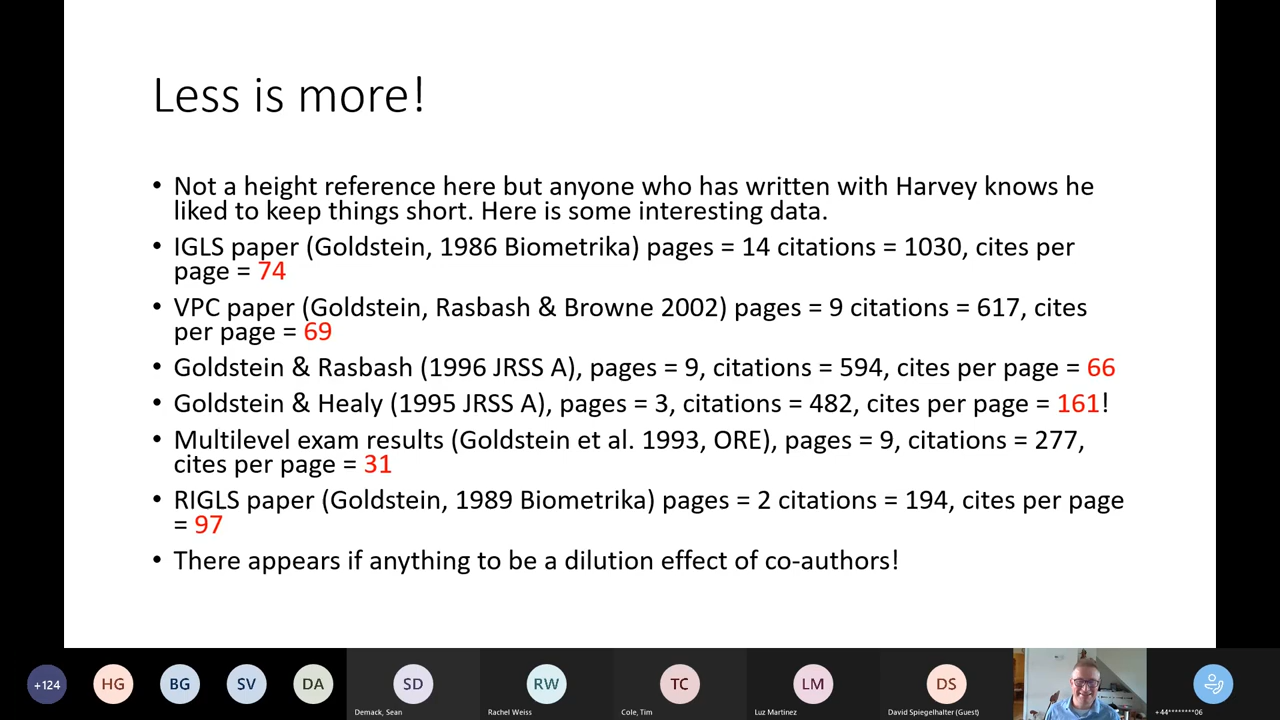 Less is more!
• Not a height reference here but anyone who has written with Harvey knows he
liked to keep things short. Here is some interesting data.
• IGLS paper (Goldstein, 1986 Biometrika) pages = 14 citations = 1030, cites per
page = 74
• VPC paper (Goldstein, Rasbash & Browne 2002) pages = 9 citations = 617, cites
per page = 69
• Goldstein & Rasbash (1996 JRSS A), pages = 9, citations = 594, cites per page = 66
• Goldstein & Healy (1995 JRSS A), pages = 3, citations = 482, cites per page = 161!
• Multilevel exam results (Goldstein et al. 1993, ORE), pages = 9, citations = 277,
cites per page = 31
• RIGLS paper (Goldstein, 1989 Biometrika) pages = 2 citations = 194, cites per page
= 97
• There appears if anything to be a dilution effect of co-authors!
+124 HG BG SV DA SD RW TC LM DS
Demack, Sean Rachel Weiss Cole, Tim Luz Martinez David Spiegelhalter (Guest) +44********06